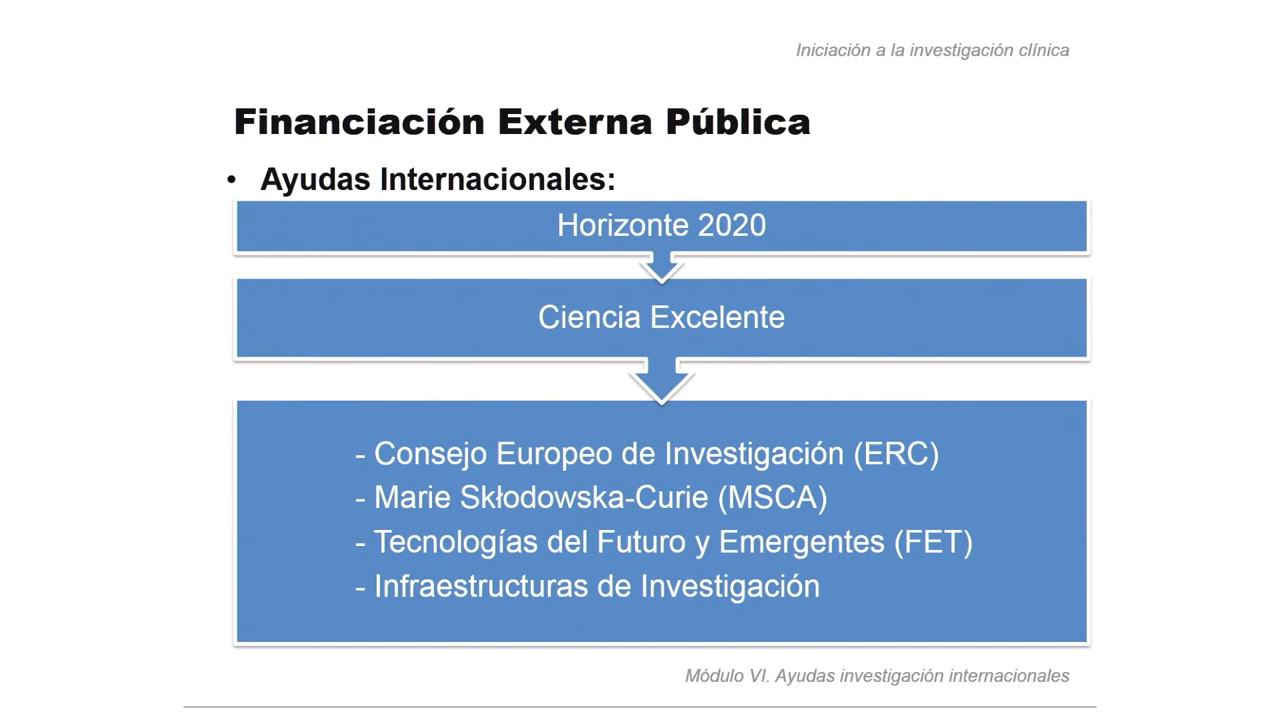 Iniciación a la investigación clínica
Financiación Externa Pública
• Ayudas Internacionales:
Horizonte 2020
Ciencia Excelente
- Consejo Europeo de Investigación (ERC)
- Marie Skłodowska-Curie (MSCA)
- Tecnologías del Futuro y Emergentes (FET)
- Infraestructuras de Investigación
Módulo VI. Ayudas investigación internacionales